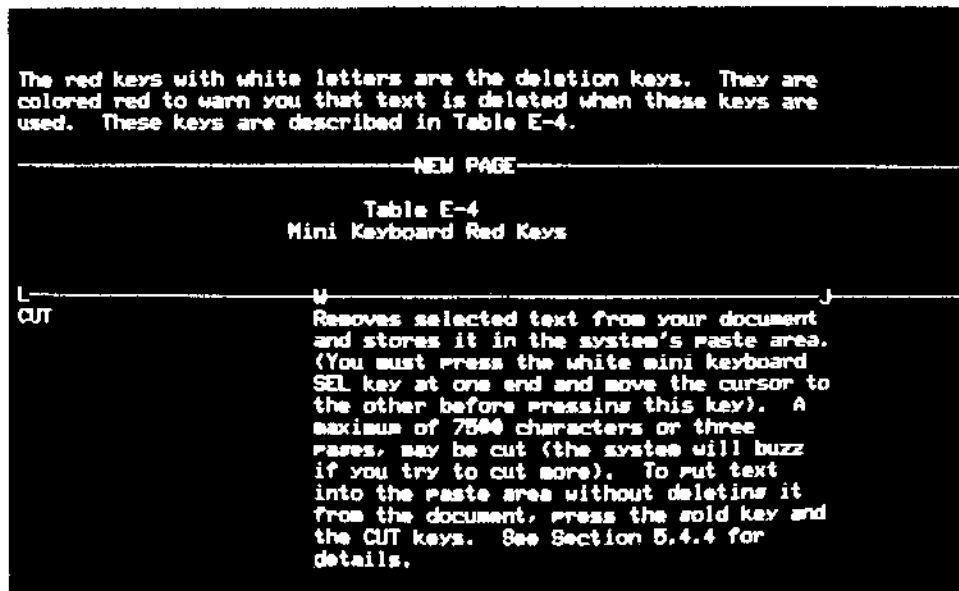 The red keys with white letters are the deletion keys.  They are
colored red to warn you that text is deleted when these keys are
used.  These keys are described in Table E-4.
NEW PAGE
Table E-4
Mini Keyboard Red Keys
L W J
CUT
Removes selected text from your document
and stores it in the system's paste area.
(You must press the white mini keyboard
SEL key at one end and move the cursor to
the other before pressing this key).  A
maximum of 7500 characters or three
pages, may be cut (the system will buzz
if you try to cut more).  To put text
into the paste area without deleting it
from the document, press the gold key and
the CUT keys.  See Section 5.4.4 for
details.